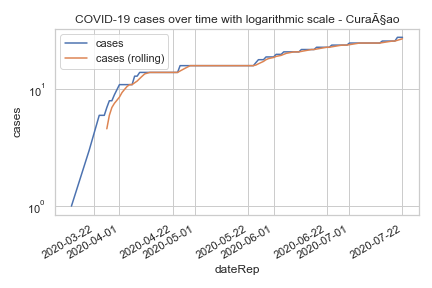 COVID-19 cases over time with logarithmic scale - CuraÃ§ao
cases
cases (rolling)
10¹
10⁰
cases
2020-03-22
2020-04-01
2020-04-22
2020-05-01
2020-05-22
2020-06-01
2020-06-22
2020-07-01
2020-07-22
dateRep